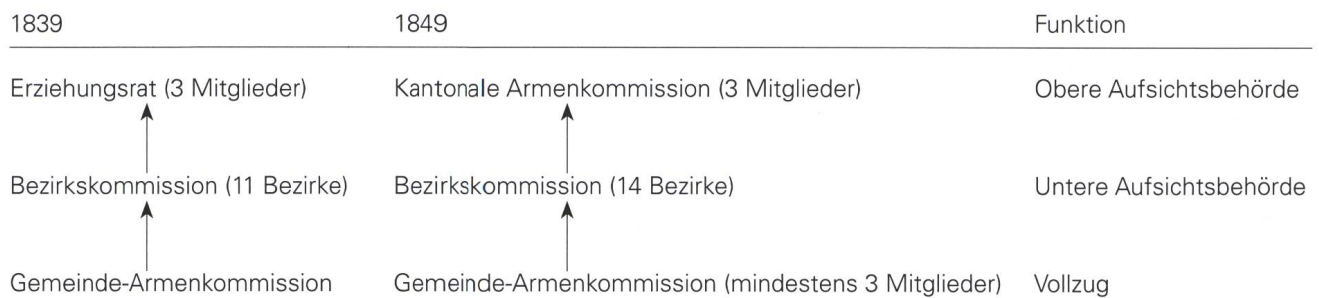 1839 1849 Funktion
Erziehungsrat (3 Mitglieder) Kantonale Armenkommission (3 Mitglieder) Obere Aufsichtsbehörde
Bezirkskommission (11 Bezirke) Bezirkskommission (14 Bezirke) Untere Aufsichtsbehörde
Gemeinde-Armenkommission Gemeinde-Armenkommission (mindestens 3 Mitglieder) Vollzug